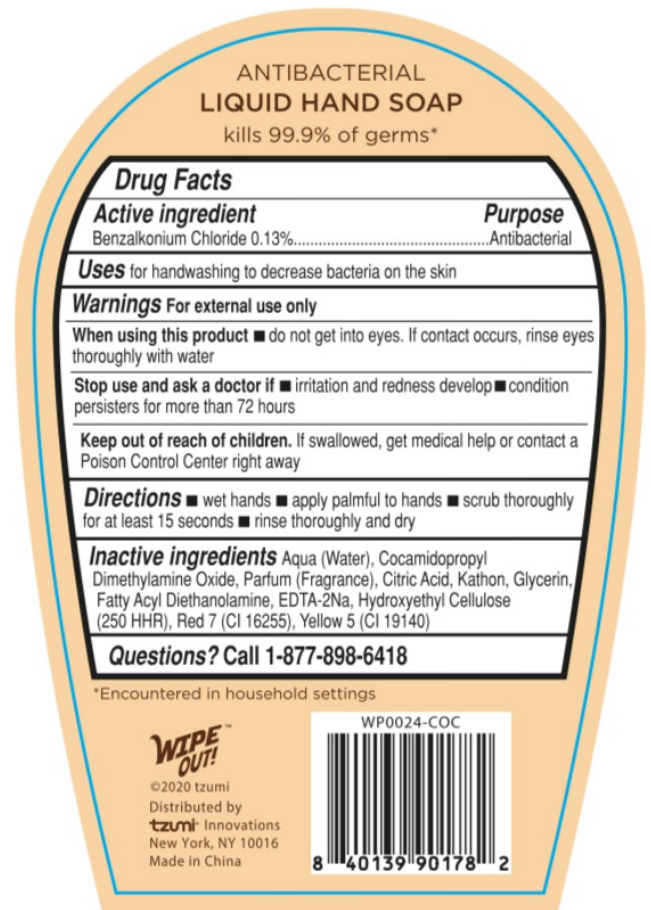 ANTIBACTERIAL
LIQUID HAND SOAP
kills 99.9% of germs*
Drug Facts
Active ingredient Purpose
Benzalkonium Chloride 0.13%................................................Antibacterial
Uses for handwashing to decrease bacteria on the skin
Warnings For external use only
When using this product ■ do not get into eyes. If contact occurs, rinse eyes
thoroughly with water
Stop use and ask a doctor if ■ irritation and redness develop ■ condition
persisters for more than 72 hours
Keep out of reach of children. If swallowed, get medical help or contact a
Poison Control Center right away
Directions ■ wet hands ■ apply palmful to hands ■ scrub thoroughly
for at least 15 seconds ■ rinse thoroughly and dry
Inactive ingredients Aqua (Water), Cocamidopropyl
Dimethylamine Oxide, Parfum (Fragrance), Citric Acid, Kathon, Glycerin,
Fatty Acyl Diethanolamine, EDTA-2Na, Hydroxyethyl Cellulose
(250 HHR), Red 7 (CI 16255), Yellow 5 (CI 19140)
Questions? Call 1-877-898-6418
*Encountered in household settings
WIPE
OUT!™
©2020 tzumi
Distributed by
tzumi® Innovations
New York, NY 10016
Made in China
WP0024-COC
8 40139 90178 2